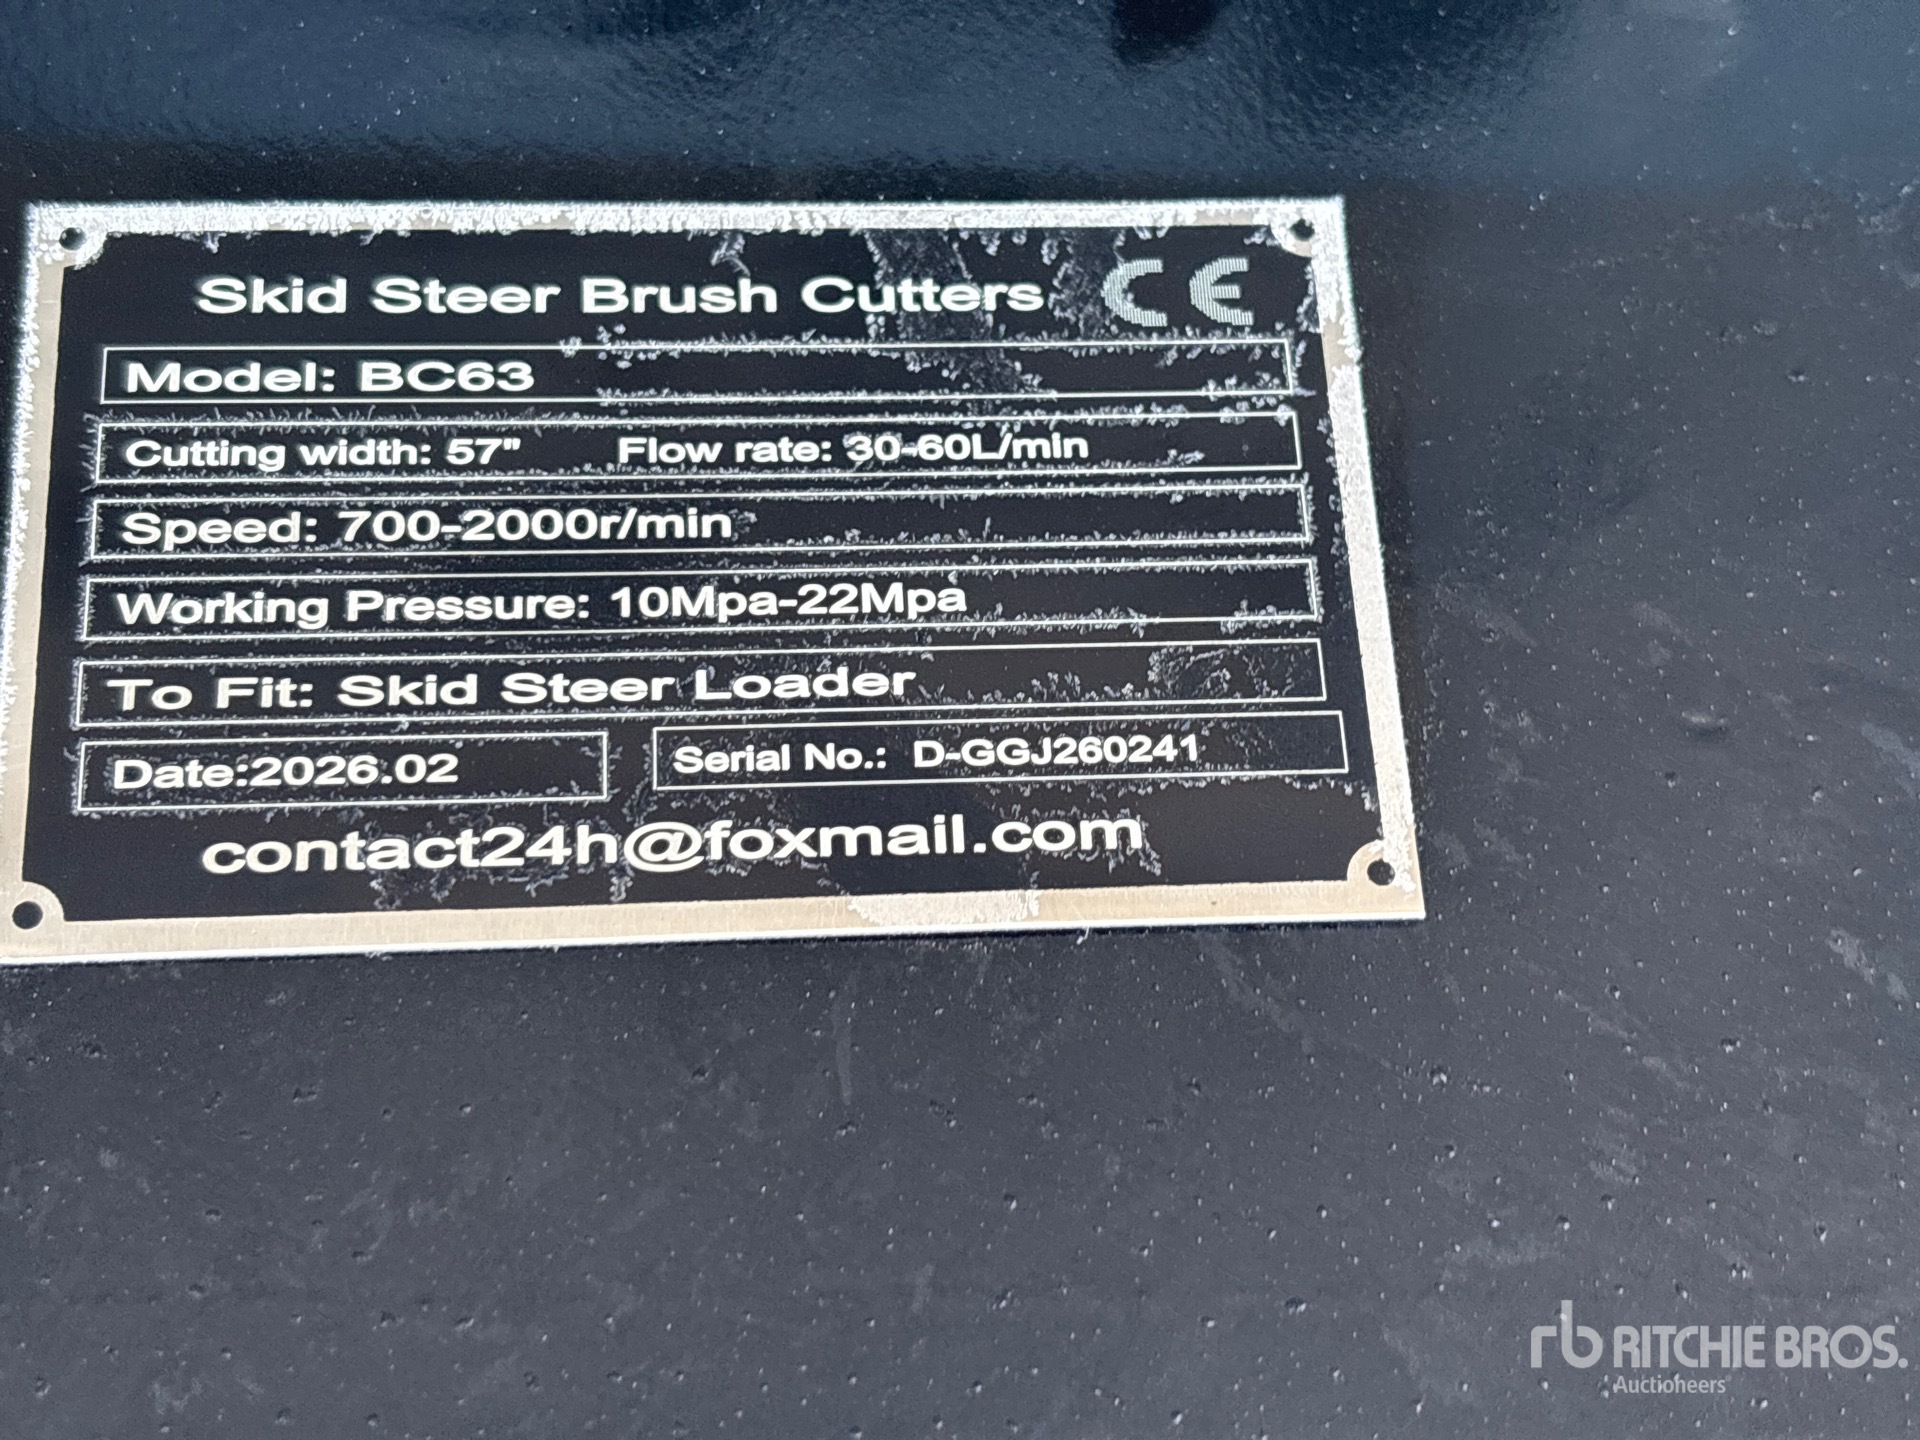 Skid Steer Brush Cutters CE
Model: BC63
Cutting width: 57" Flow rate: 30-60L/min
Speed: 700-2000r/min
Working Pressure: 10Mpa-22Mpa
To Fit: Skid Steer Loader
Date:2026.02 Serial No.: D-GGJ260241
contact24h@foxmail.com
rb RITCHIE BROS.
Auctioneers